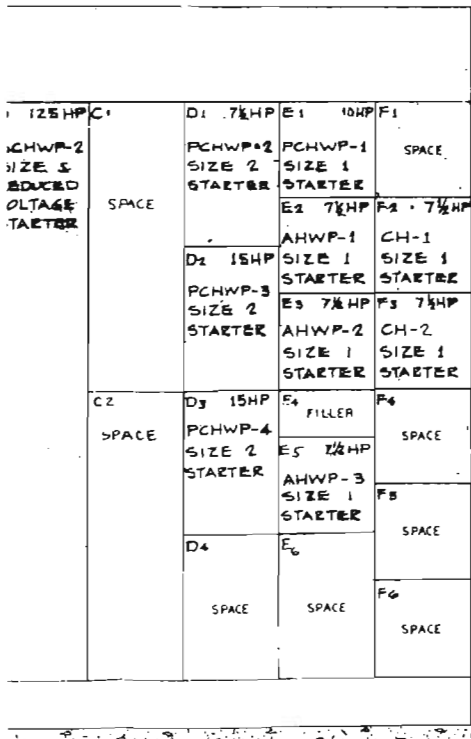 125HP
SCHWP-2
SIZE 5
REDUCED
VOLTAGE
STARTER
C1
SPACE
C2
SPACE
D1 7½HP
PCHWP-2
SIZE 2
STARTER
D2 15HP
PCHWP-3
SIZE 2
STARTER
D3 15HP
PCHWP-4
SIZE 2
STARTER
D4
SPACE
E1 10HP
PCHWP-1
SIZE 1
STARTER
E2 7½HP
AHWP-1
SIZE 1
STARTER
E3 7½HP
AHWP-2
SIZE 1
STARTER
E4
FILLER
E5 7½HP
AHWP-3
SIZE 1
STARTER
E6
SPACE
F1
SPACE
F2 7½HP
CH-1
SIZE 1
STARTER
F3 7½HP
CH-2
SIZE 1
STARTER
F4
SPACE
F5
SPACE
F6
SPACE